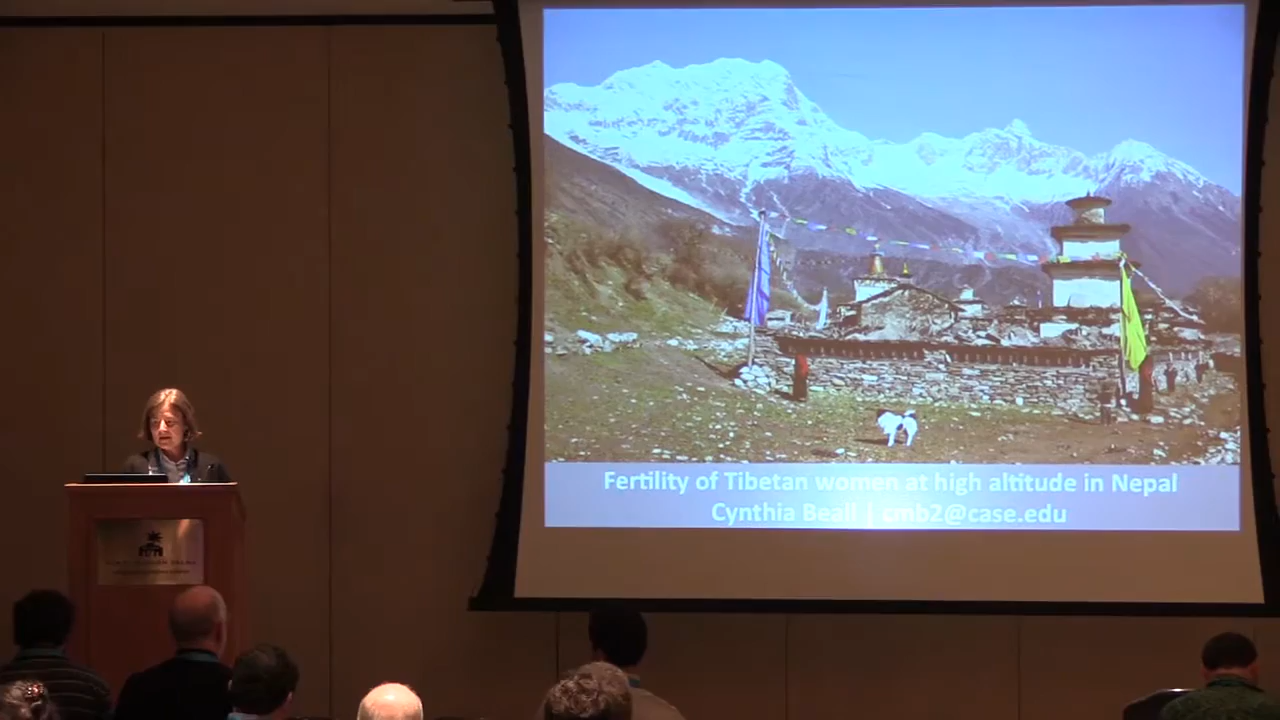 Fertility of Tibetan women at high altitude in Nepal
Cynthia Beall | cmb2@case.edu